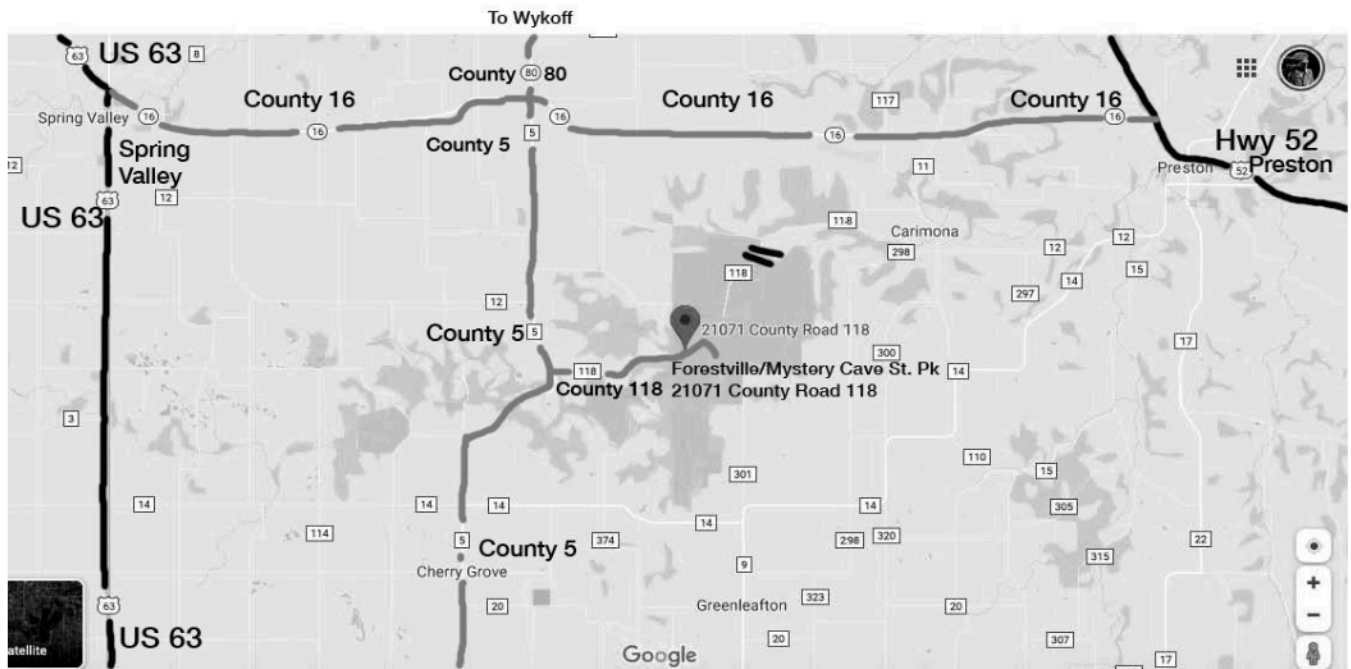 To Wykoff
US 63
63
8
County 80 80
County 16
County 16
County 16
117
16
16
Spring Valley
16
16
16
5
County 5
Hwy 52
Spring
Valley
12
11
Preston
52
Preston
12
63
US 63
118
Carimona
12
12
298
118
15
14
297
12
County 5
5
21071 County Road 118
17
300
118
Forestville/Mystery Cave St. Pk
14
County 118
21071 County Road 118
3
110
301
15
14
14
14
14
305
14
114
5
County 5
374
298
320
22
315
Cherry Grove
9
63
20
Greenleafton
323
20
US 63
20
307
atellite
Google
17
+
−